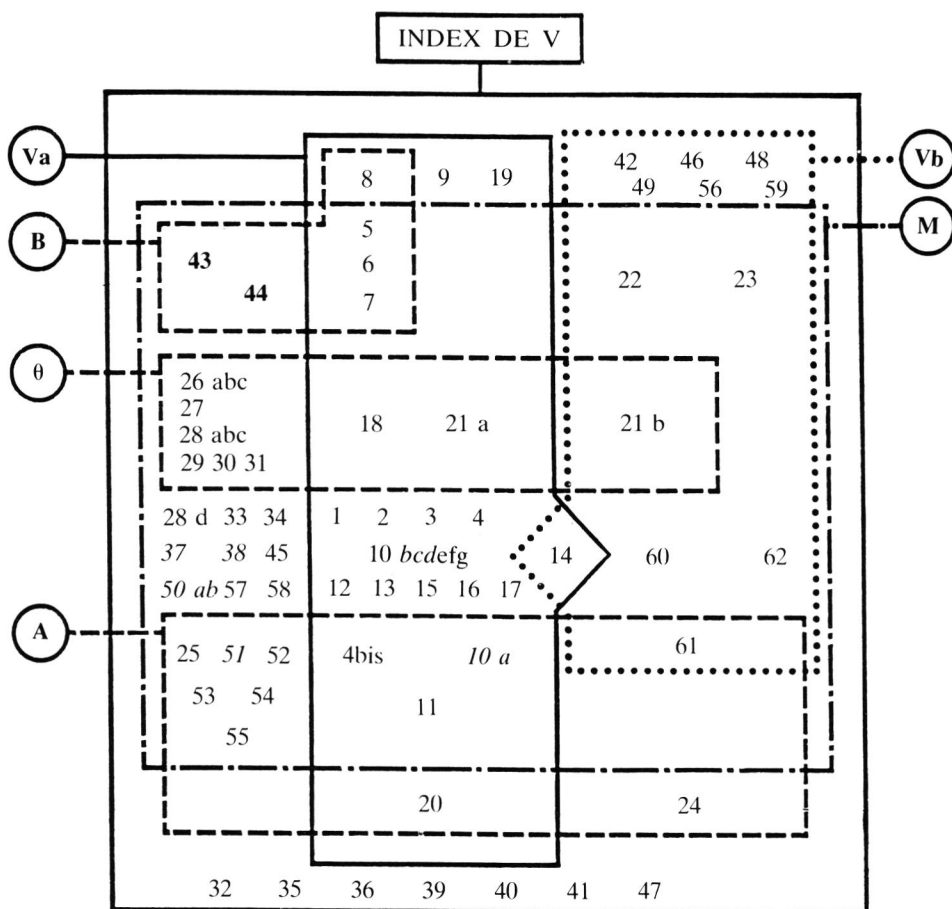 INDEX DE V
Va 8 9 19 42 46 48 Vb
49 56 59
B 5 M
43 6 22 23
44 7
θ 26 abc
27 18 21 a 21 b
28 abc
29 30 31
28 d 33 34 1 2 3 4
37 38 45 10 bcdefg 14 60 62
50 ab 57 58 12 13 15 16 17
A 25 51 52 4bis 10 a 61
53 54 11
55
20 24
32 35 36 39 40 41 47